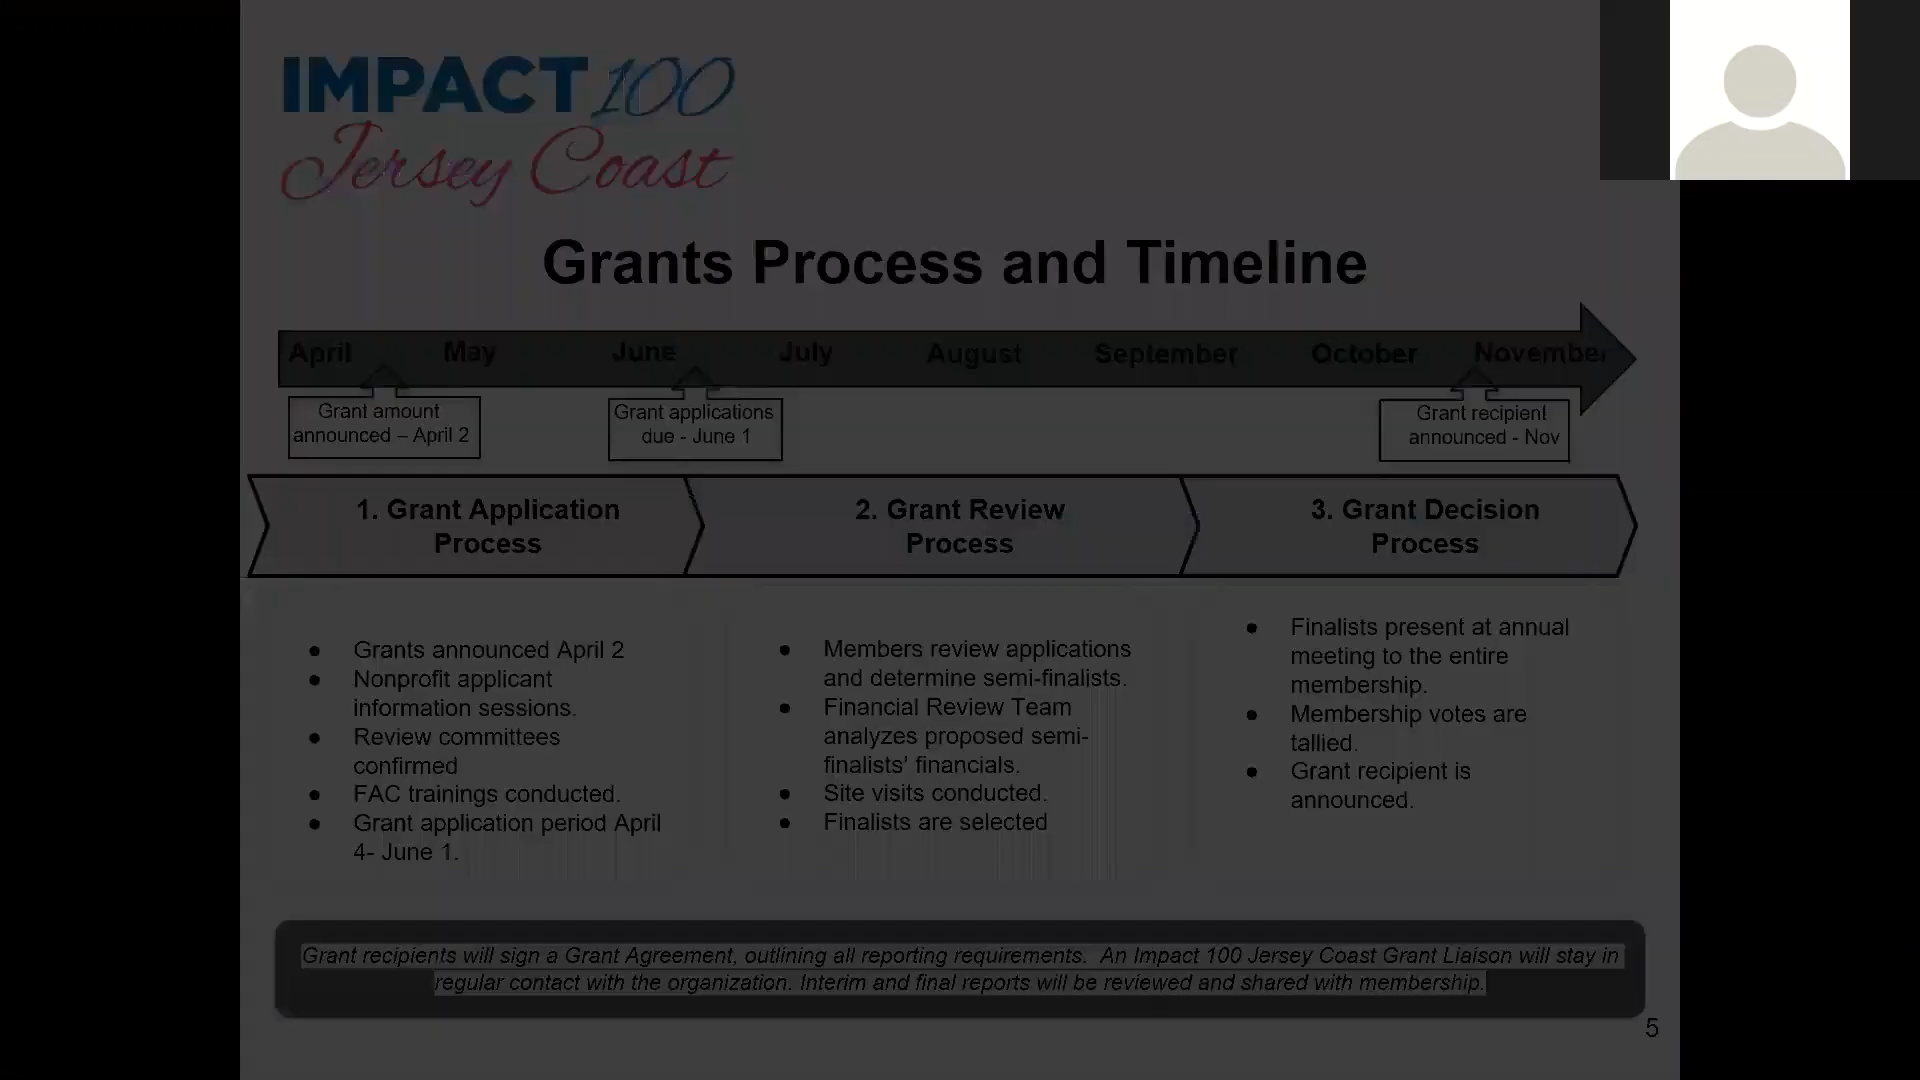 IMPACT 100
Jersey Coast
Grants Process and Timeline
April May June July August September October November
Grant amount
announced – April 2
Grant applications
due - June 1
Grant recipient
announced - Nov
1. Grant Application
Process
2. Grant Review
Process
3. Grant Decision
Process
● Grants announced April 2
● Nonprofit applicant
information sessions.
● Review committees
confirmed
● FAC trainings conducted.
● Grant application period April
4- June 1.
● Members review applications
and determine semi-finalists.
● Financial Review Team
analyzes proposed semi-
finalists' financials.
● Site visits conducted.
● Finalists are selected
● Finalists present at annual
meeting to the entire
membership.
● Membership votes are
tallied.
● Grant recipient is
announced.
Grant recipients will sign a Grant Agreement, outlining all reporting requirements. An Impact 100 Jersey Coast Grant Liaison will stay in
regular contact with the organization. Interim and final reports will be reviewed and shared with membership.
5